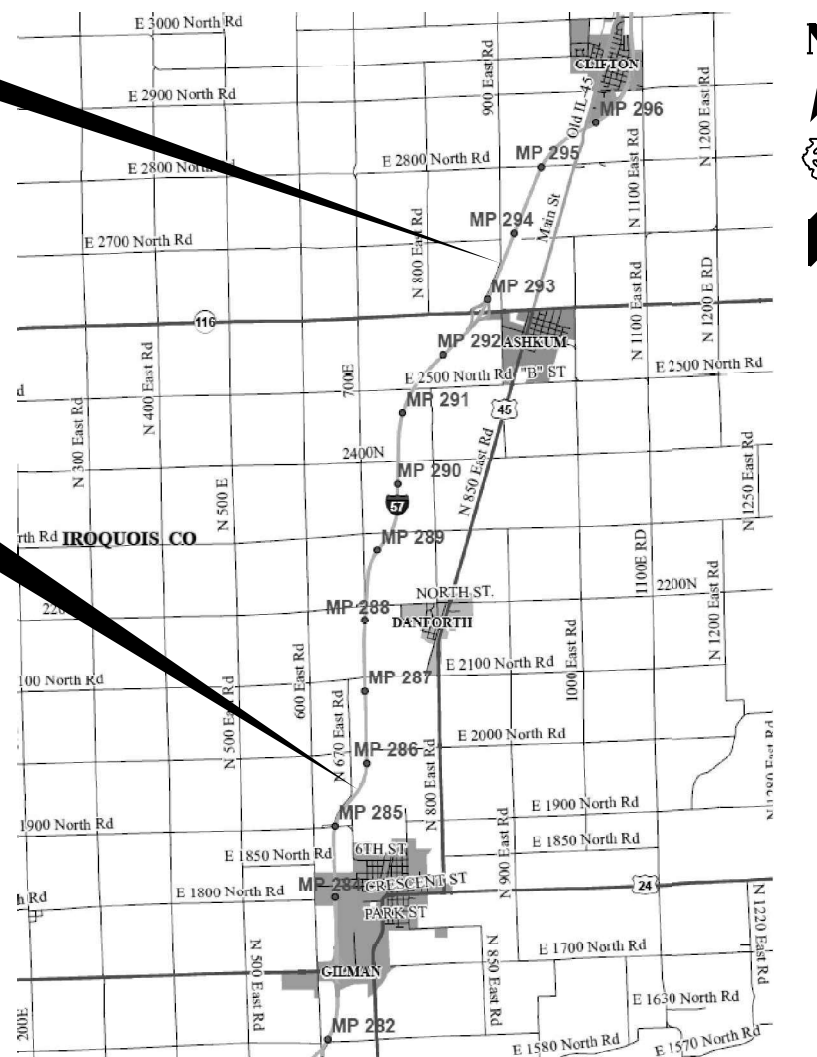 E 3000 North Rd
N
CLIFTON
900 East Rd
E 2900 North Rd
Old IL-45
MP 296
N 1200 East Rd
E 2800 North Rd
E 2800 North Rd
MP 295
N 1100 East Rd
MP 294
Main St
E 2700 North Rd
N 800 East Rd
MP 293
N 1100 East Rd
N 1200 E RD
116
MP 292
ASHKUM
N 400 East Rd
700E
E 2500 North Rd
"B" ST
E 2500 North Rd
d
MP 291
45
N 300 East Rd
2400N
N 850 East Rd
N 1250 East Rd
MP 290
N 500 E
57
rth Rd
IROQUOIS CO
MP 289
1100E RD
NORTH ST.
2200N
MP 288
DANFORTH
N 1200 East Rd
1000 East Rd
E 2100 North Rd
100 North Rd
MP 287
600 East Rd
N 500 East Rd
N 670 East Rd
E 2000 North Rd
MP 286
N 800 East Rd
N 1280 East Rd
MP 285
1900 North Rd
E 1900 North Rd
E 1850 North Rd
6TH ST
N 900 East Rd
E 1850 North Rd
E 1800 North Rd
MP 284
CRESCENT ST
24
h Rd
PARK ST
N 1220 East Rd
N 500 East Rd
N 850 East Rd
E 1700 North Rd
GILMAN
200E
MP 282
E 1630 North Rd
E 1580 North Rd
E 1570 North Rd